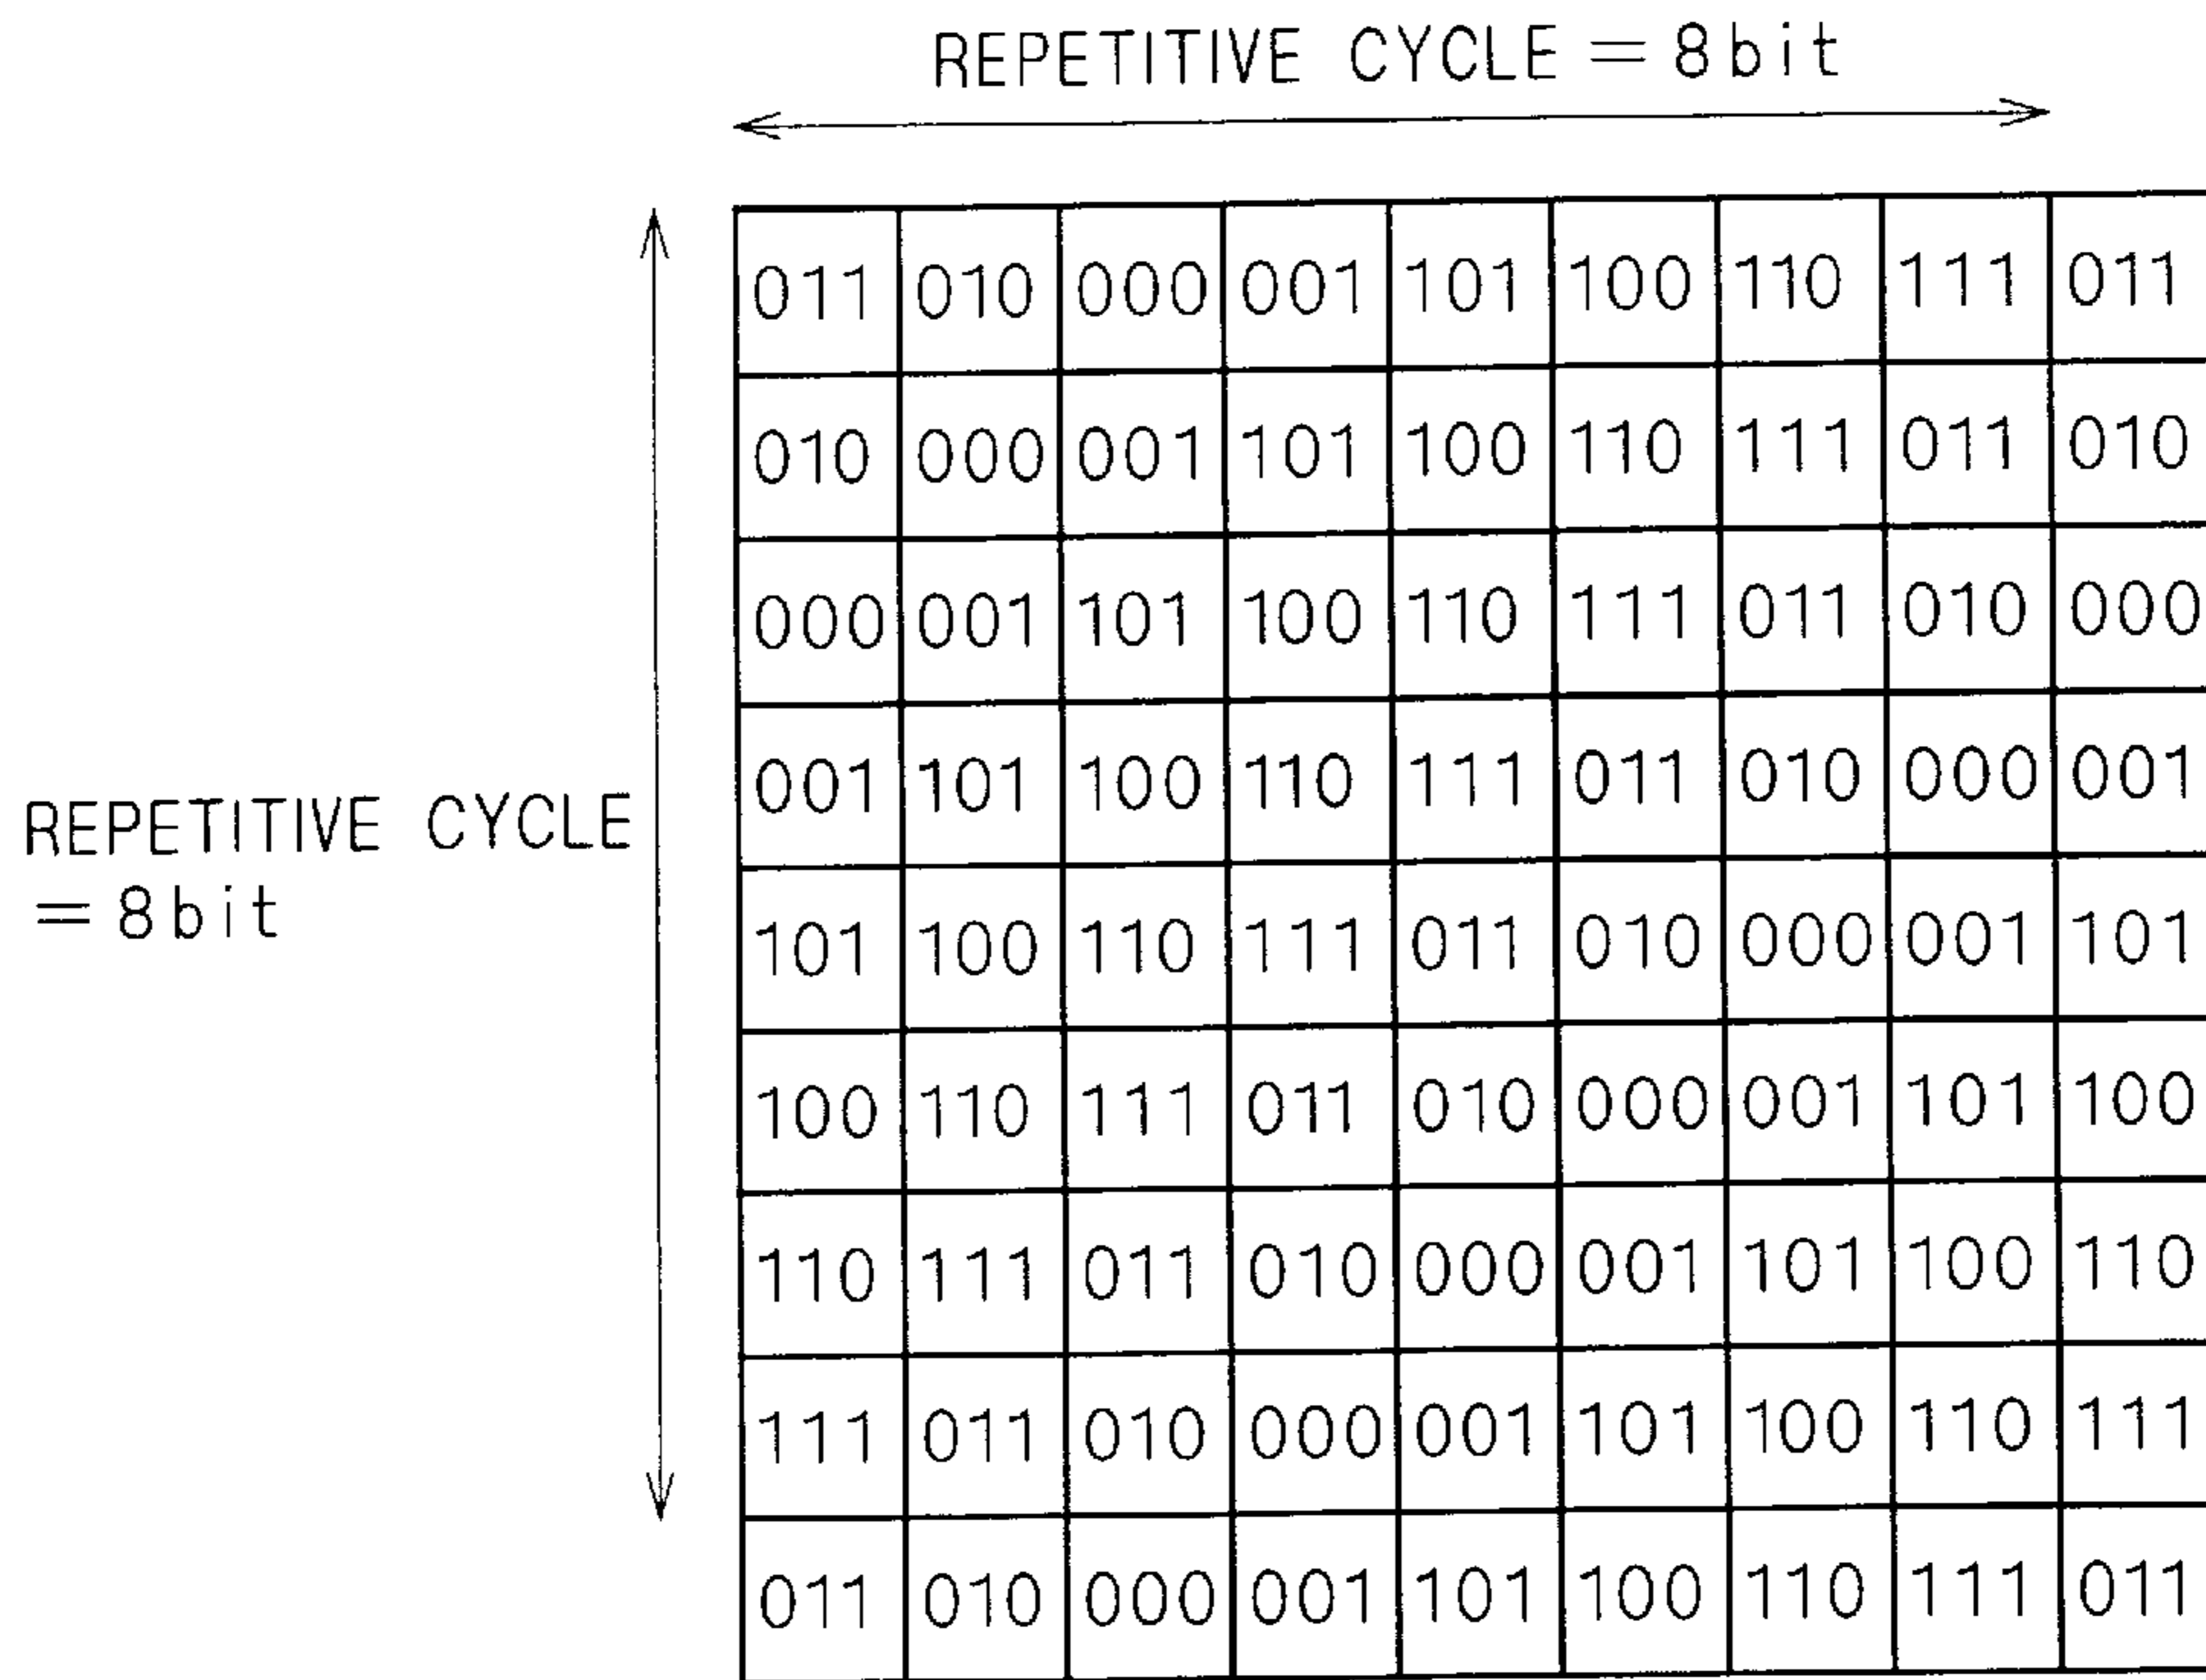 REPETITIVE CYCLE = 8bit
011 010 000 001 101 100 110 111 011
010 000 001 101 100 110 111 011 010
000 001 101 100 110 111 011 010 000
001 101 100 110 111 011 010 000 001
REPETITIVE CYCLE
= 8bit
101 100 110 111 011 010 000 001 101
100 110 111 011 010 000 001 101 100
110 111 011 010 000 001 101 100 110
111 011 010 000 001 101 100 110 111
011 010 000 001 101 100 110 111 011